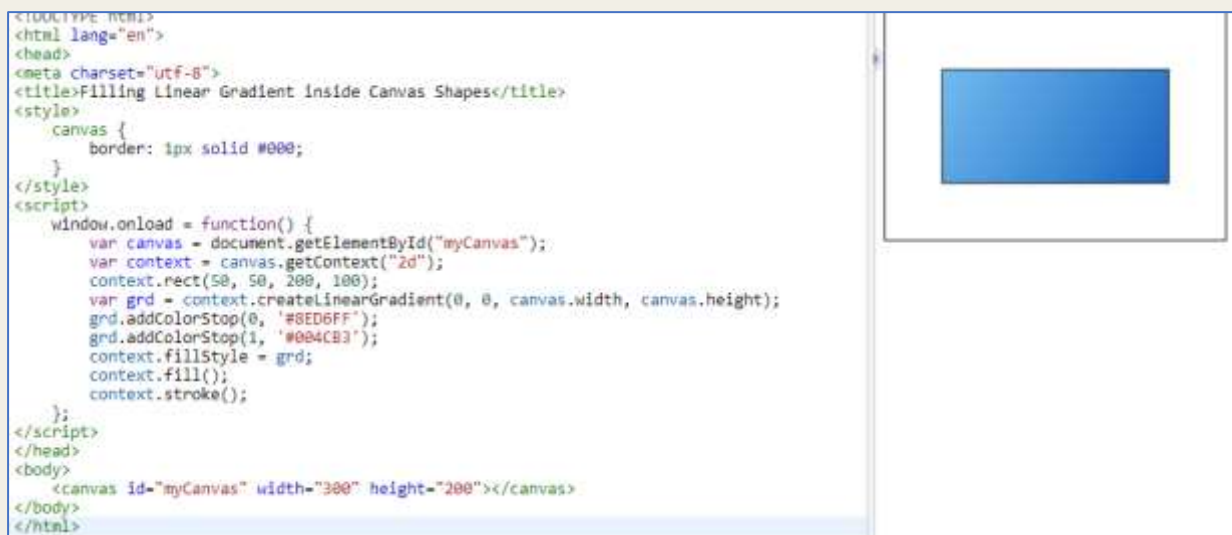 <!DOCTYPE html>
<html lang="en">
<head>
<meta charset="utf-8">
<title>Filling Linear Gradient inside Canvas Shapes</title>
<style>
    canvas {
        border: 1px solid #000;
    }
</style>
<script>
    window.onload = function() {
        var canvas = document.getElementById("myCanvas");
        var context = canvas.getContext("2d");
        context.rect(50, 50, 200, 100);
        var grd = context.createLinearGradient(0, 0, canvas.width, canvas.height);
        grd.addColorStop(0, '#8ED6FF');
        grd.addColorStop(1, '#004CB3');
        context.fillStyle = grd;
        context.fill();
        context.stroke();
    };
</script>
</head>
<body>
    <canvas id="myCanvas" width="300" height="200"></canvas>
</body>
</html>